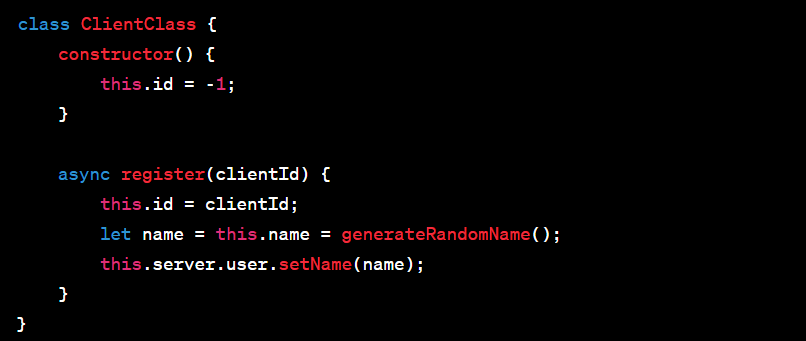 class ClientClass {
    constructor() {
        this.id = -1;
    }

    async register(clientId) {
        this.id = clientId;
        let name = this.name = generateRandomName();
        this.server.user.setName(name);
    }
}